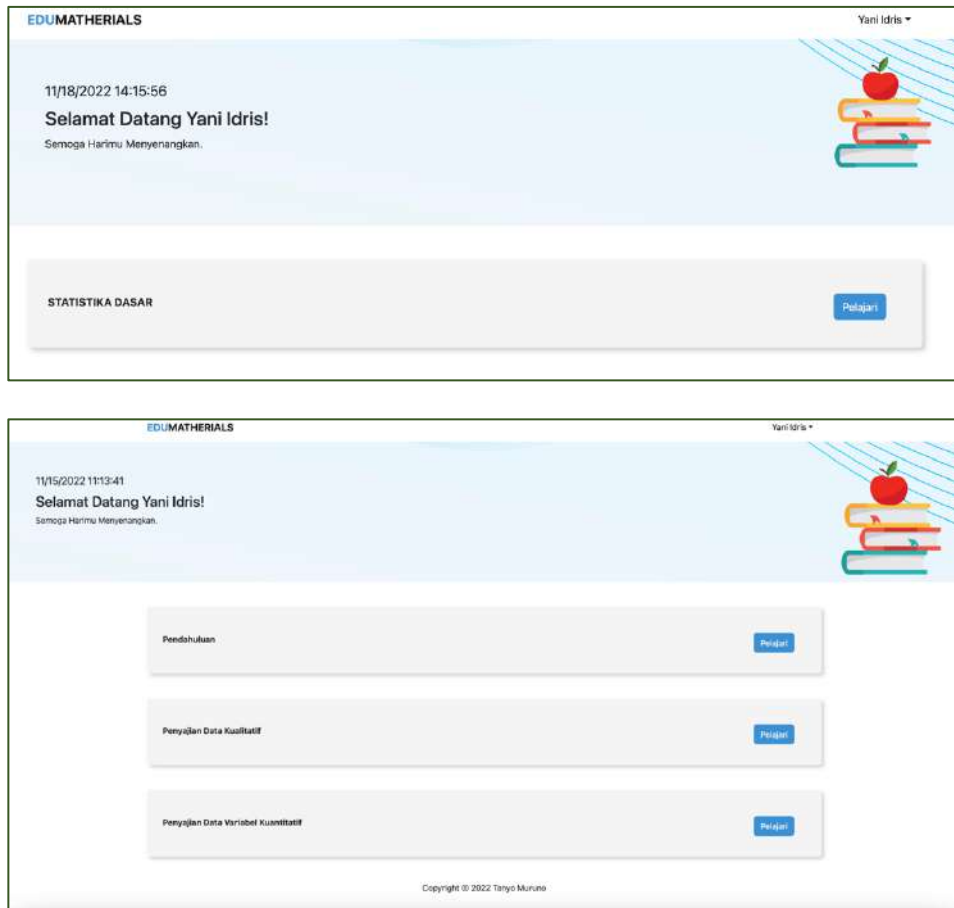 EDUMATHERIALS
Yani Idris
11/18/2022 14:15:56
Selamat Datang Yani Idris!
Semoga Harimu Menyenangkan.
STATISTIKA DASAR
Pelajari
EDUMATHERIALS
Yani Idris
11/15/2022 11:13:41
Selamat Datang Yani Idris!
Semoga Harimu Menyenangkan.
Pendahuluan
Pelajari
Penyajian Data Kualitatif
Pelajari
Penyajian Data Variabel Kuantitatif
Pelajari
Copyright © 2022 Tanyo Muruno